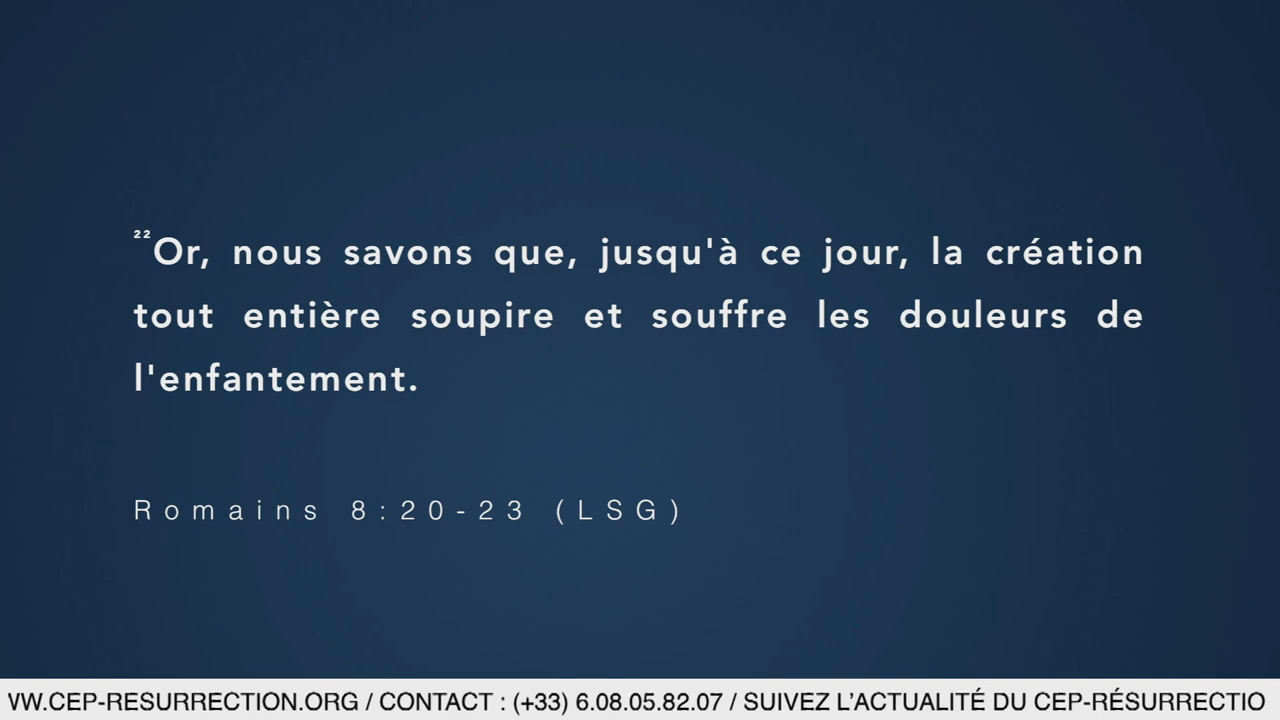 ²²Or, nous savons que, jusqu'à ce jour, la création
tout entière soupire et souffre les douleurs de
l'enfantement.
Romains 8:20-23 (LSG)
WW.CEP-RESURRECTION.ORG / CONTACT : (+33) 6.08.05.82.07 / SUIVEZ L’ACTUALITÉ DU CEP-RÉSURRECTIO